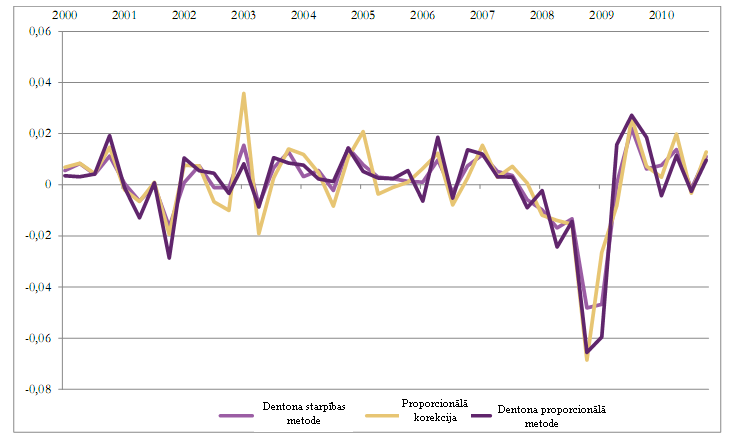 2000 2001 2002 2003 2004 2005 2006 2007 2008 2009 2010
0,06
0,04
0,02
0
-0,02
-0,04
-0,06
-0,08
Dentona starpības
metode
Proporcionālā
korekcija
Dentona proporcionālā
metode